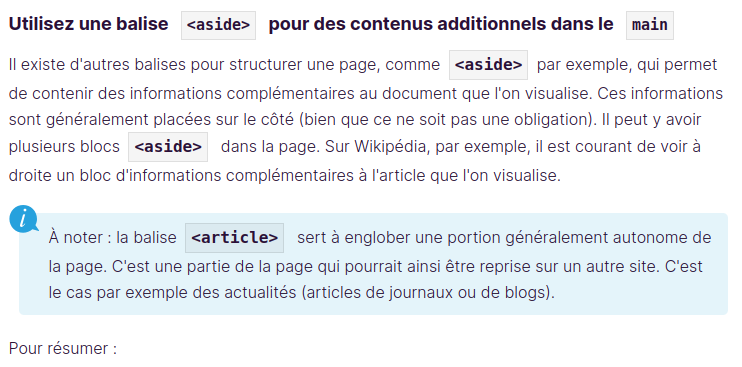 Utilisez une balise <aside> pour des contenus additionnels dans le main
Il existe d'autres balises pour structurer une page, comme <aside> par exemple, qui permet
de contenir des informations complémentaires au document que l'on visualise. Ces informations
sont généralement placées sur le côté (bien que ce ne soit pas une obligation). Il peut y avoir
plusieurs blocs <aside> dans la page. Sur Wikipédia, par exemple, il est courant de voir à
droite un bloc d'informations complémentaires à l'article que l'on visualise.
i
À noter : la balise <article> sert à englober une portion généralement autonome de
la page. C'est une partie de la page qui pourrait ainsi être reprise sur un autre site. C'est
le cas par exemple des actualités (articles de journaux ou de blogs).
Pour résumer :